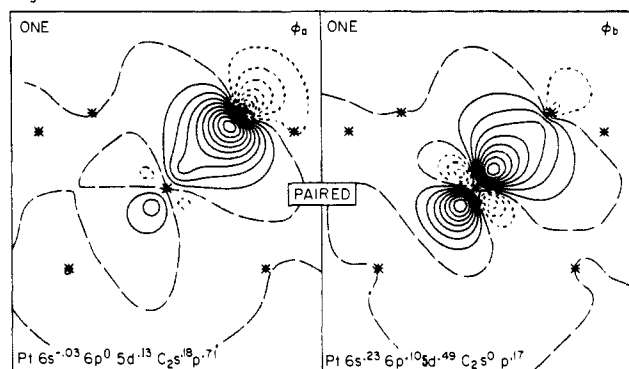 ONE ϕa
ONE ϕb
PAIRED
Pt 6s-.03 6p0 5d.13 C2s.18p.71
Pt 6s.23 6p.10 5d.49 C2s0 p.17